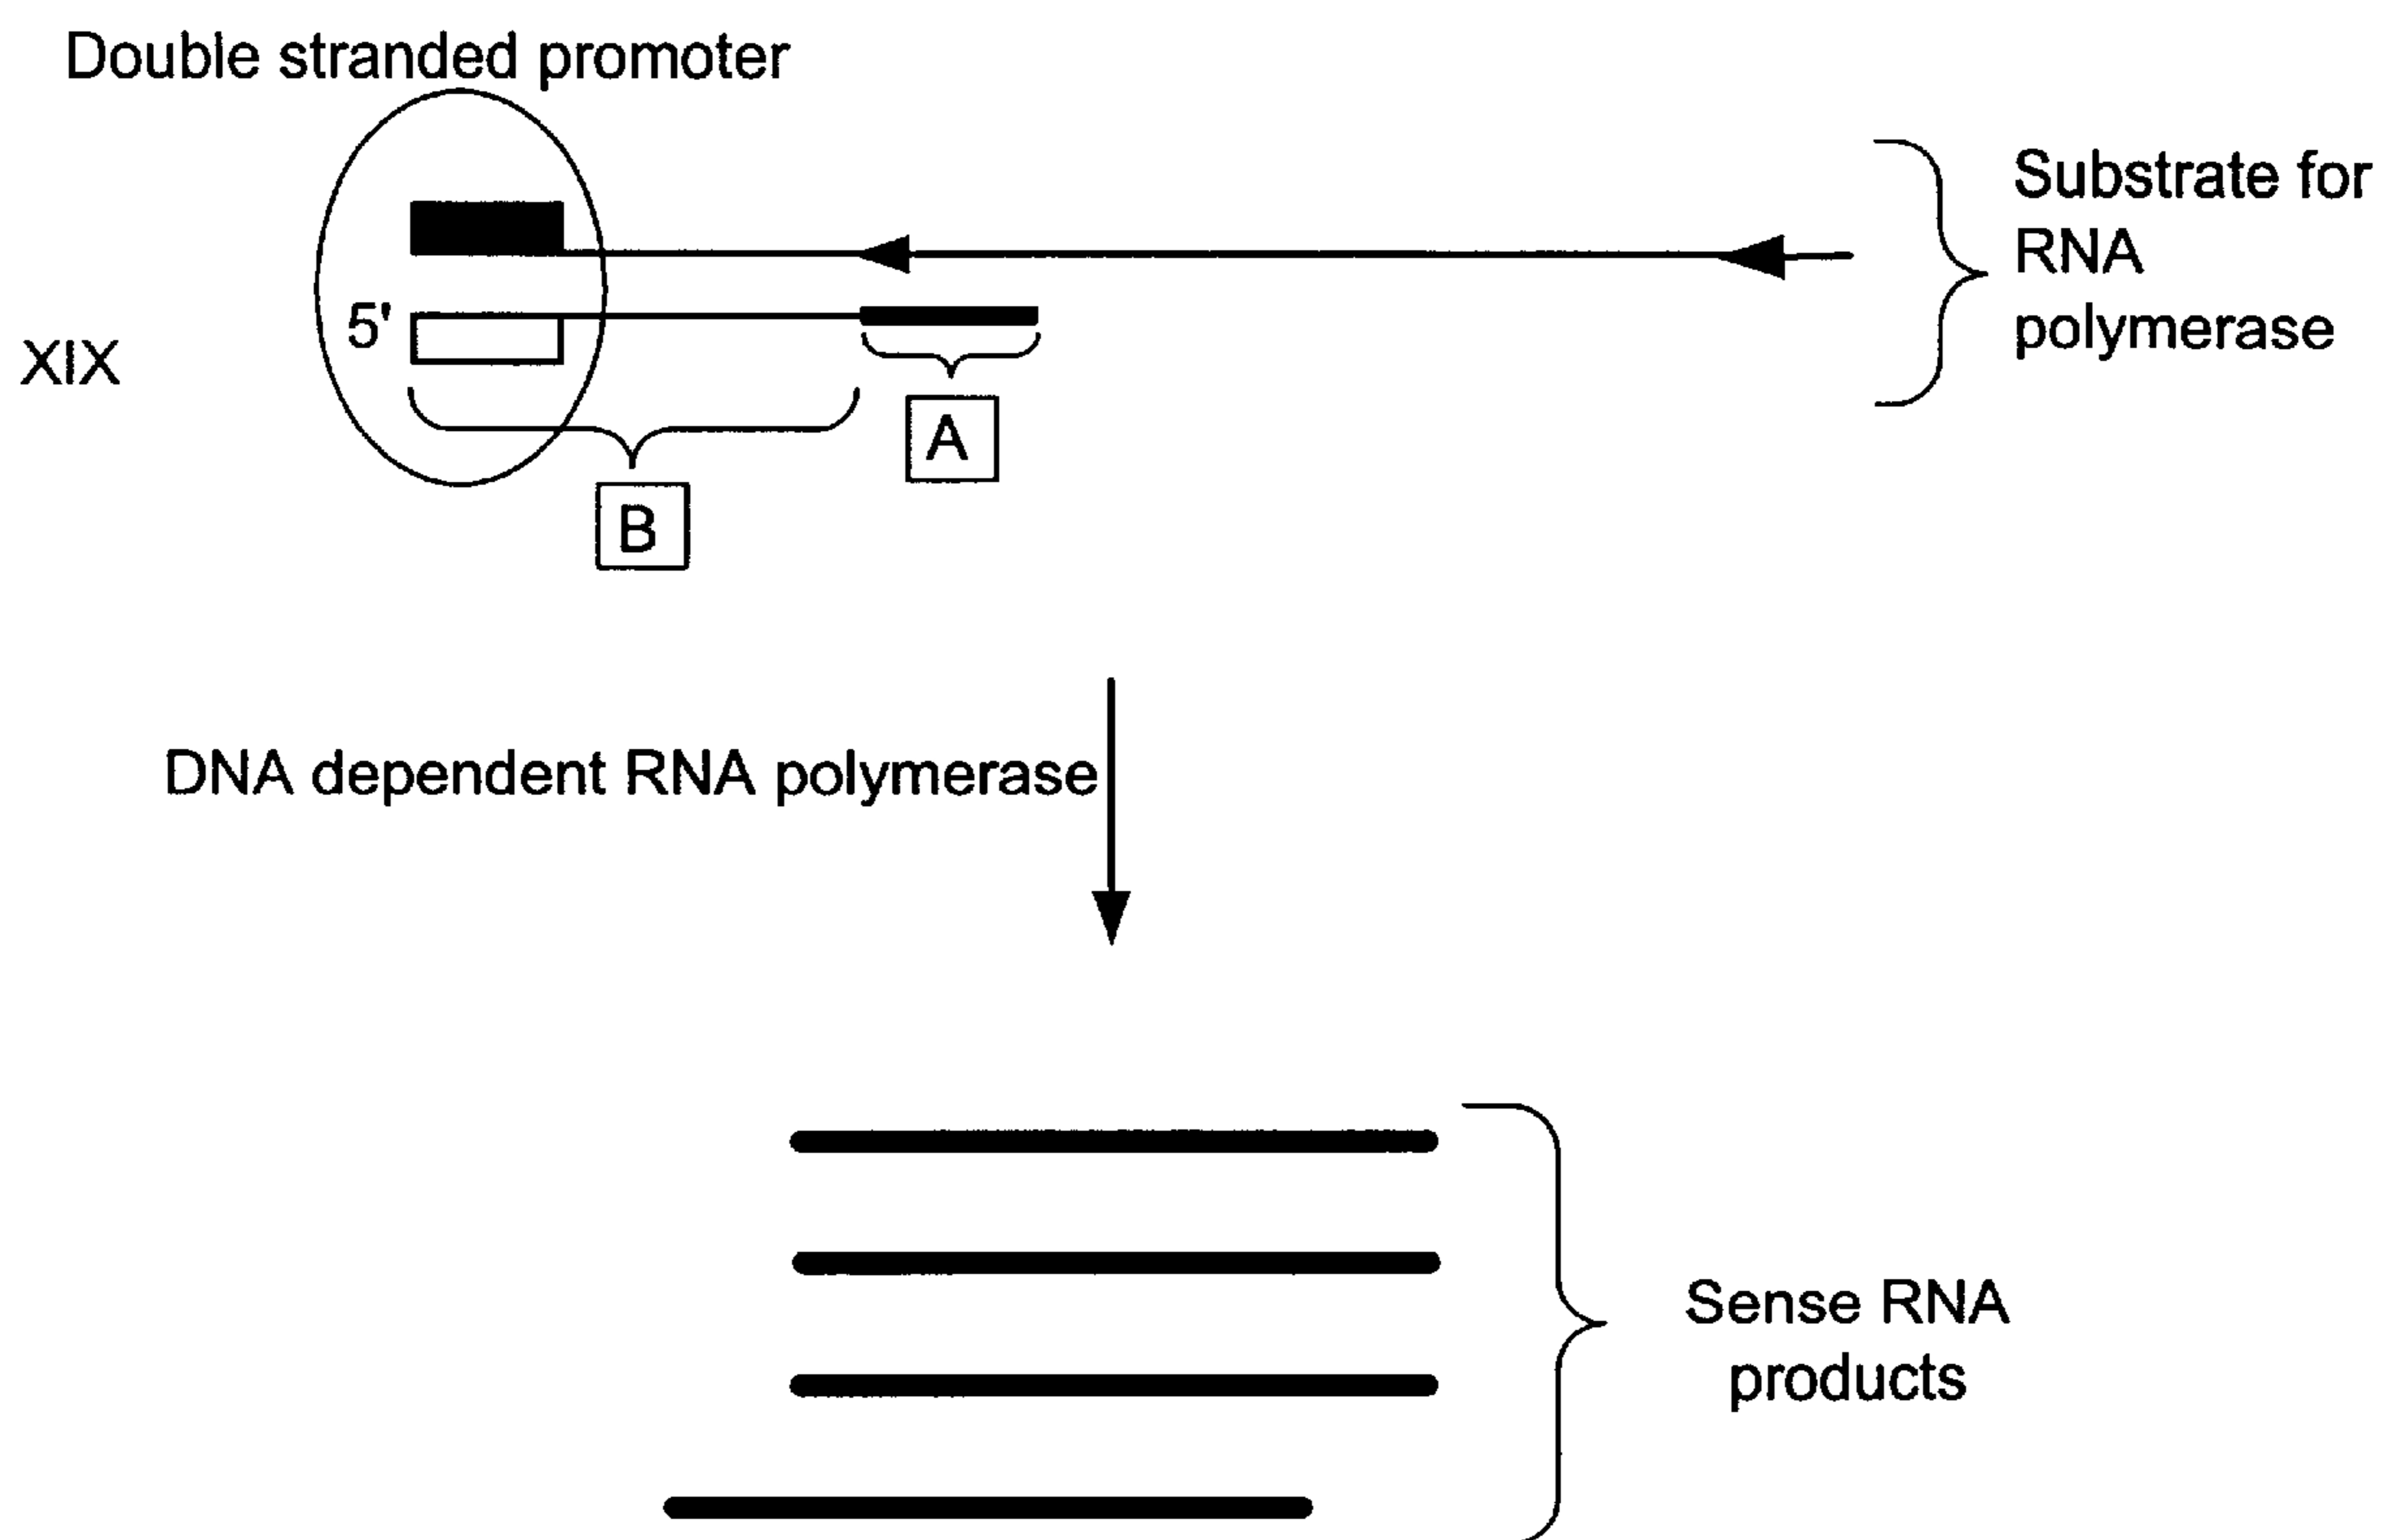 Double stranded promoter
Substrate for
RNA
polymerase
5'
XIX
A
B
DNA dependent RNA polymerase
Sense RNA
products